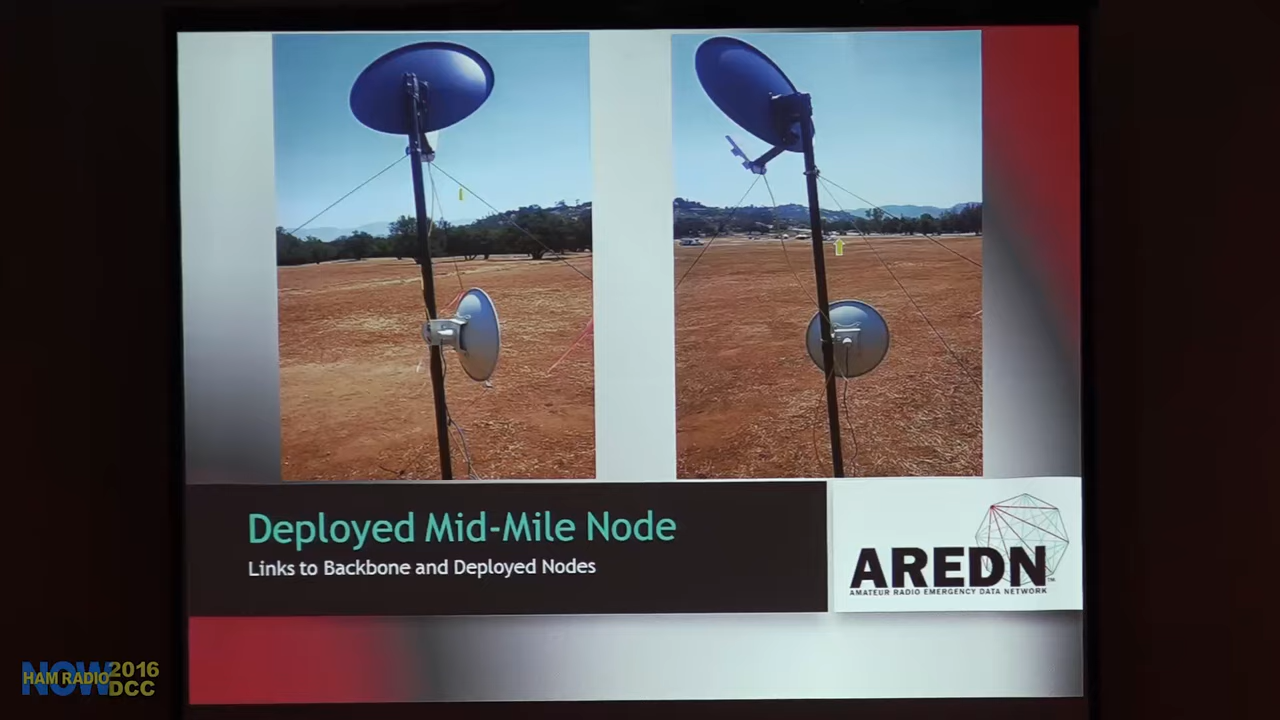 Deployed Mid-Mile Node
Links to Backbone and Deployed Nodes
AREDN™
AMATEUR RADIO EMERGENCY DATA NETWORK
HAM RADIO
NOW
2016
DCC